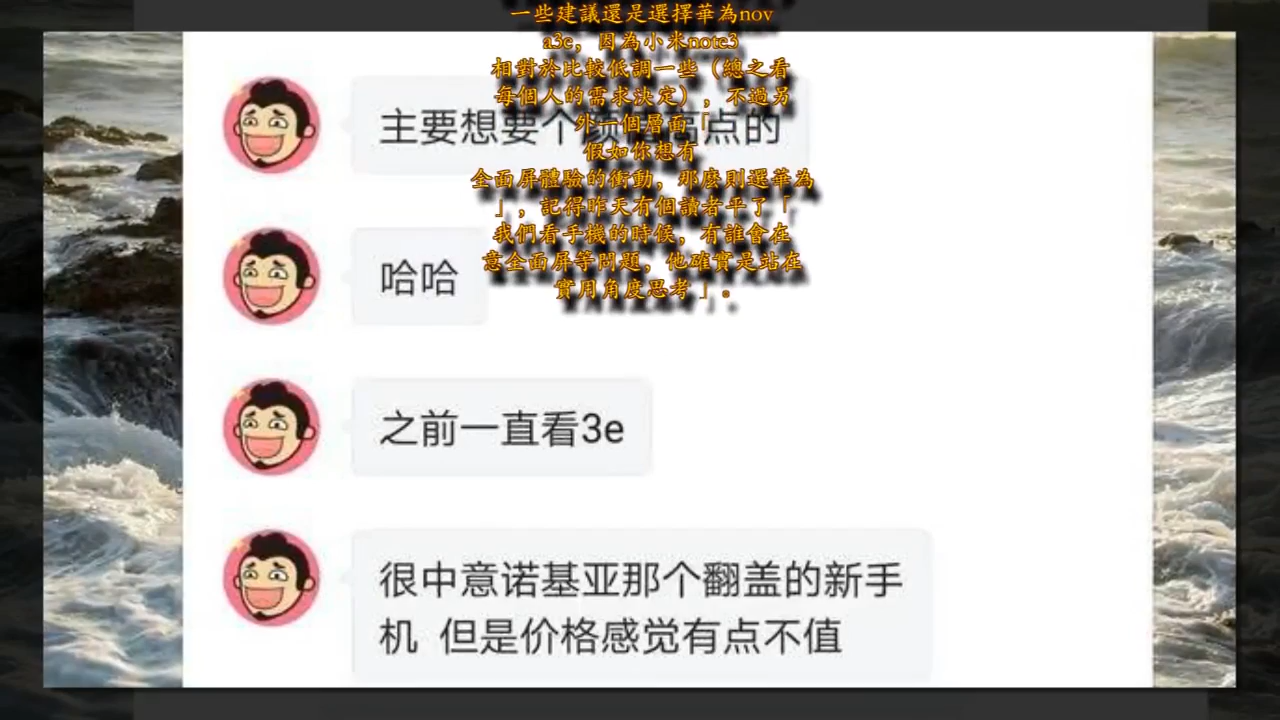 一些建議還是選擇華為nov
a3e，因為小米note3
相對於比較低調一些（總之看
每個人的需求決定），不過另
外一個層面「
假如你想有
全面屏體驗的衝動，那麼則選華為
」，記得昨天有個讀者平了「
我們看手機的時候，有誰會在
意全面屏等問題，他確實是站在
實用角度思考」。
主要想要个颜值高点的
哈哈
之前一直看3e
很中意诺基亚那个翻盖的新手
机 但是价格感觉有点不值